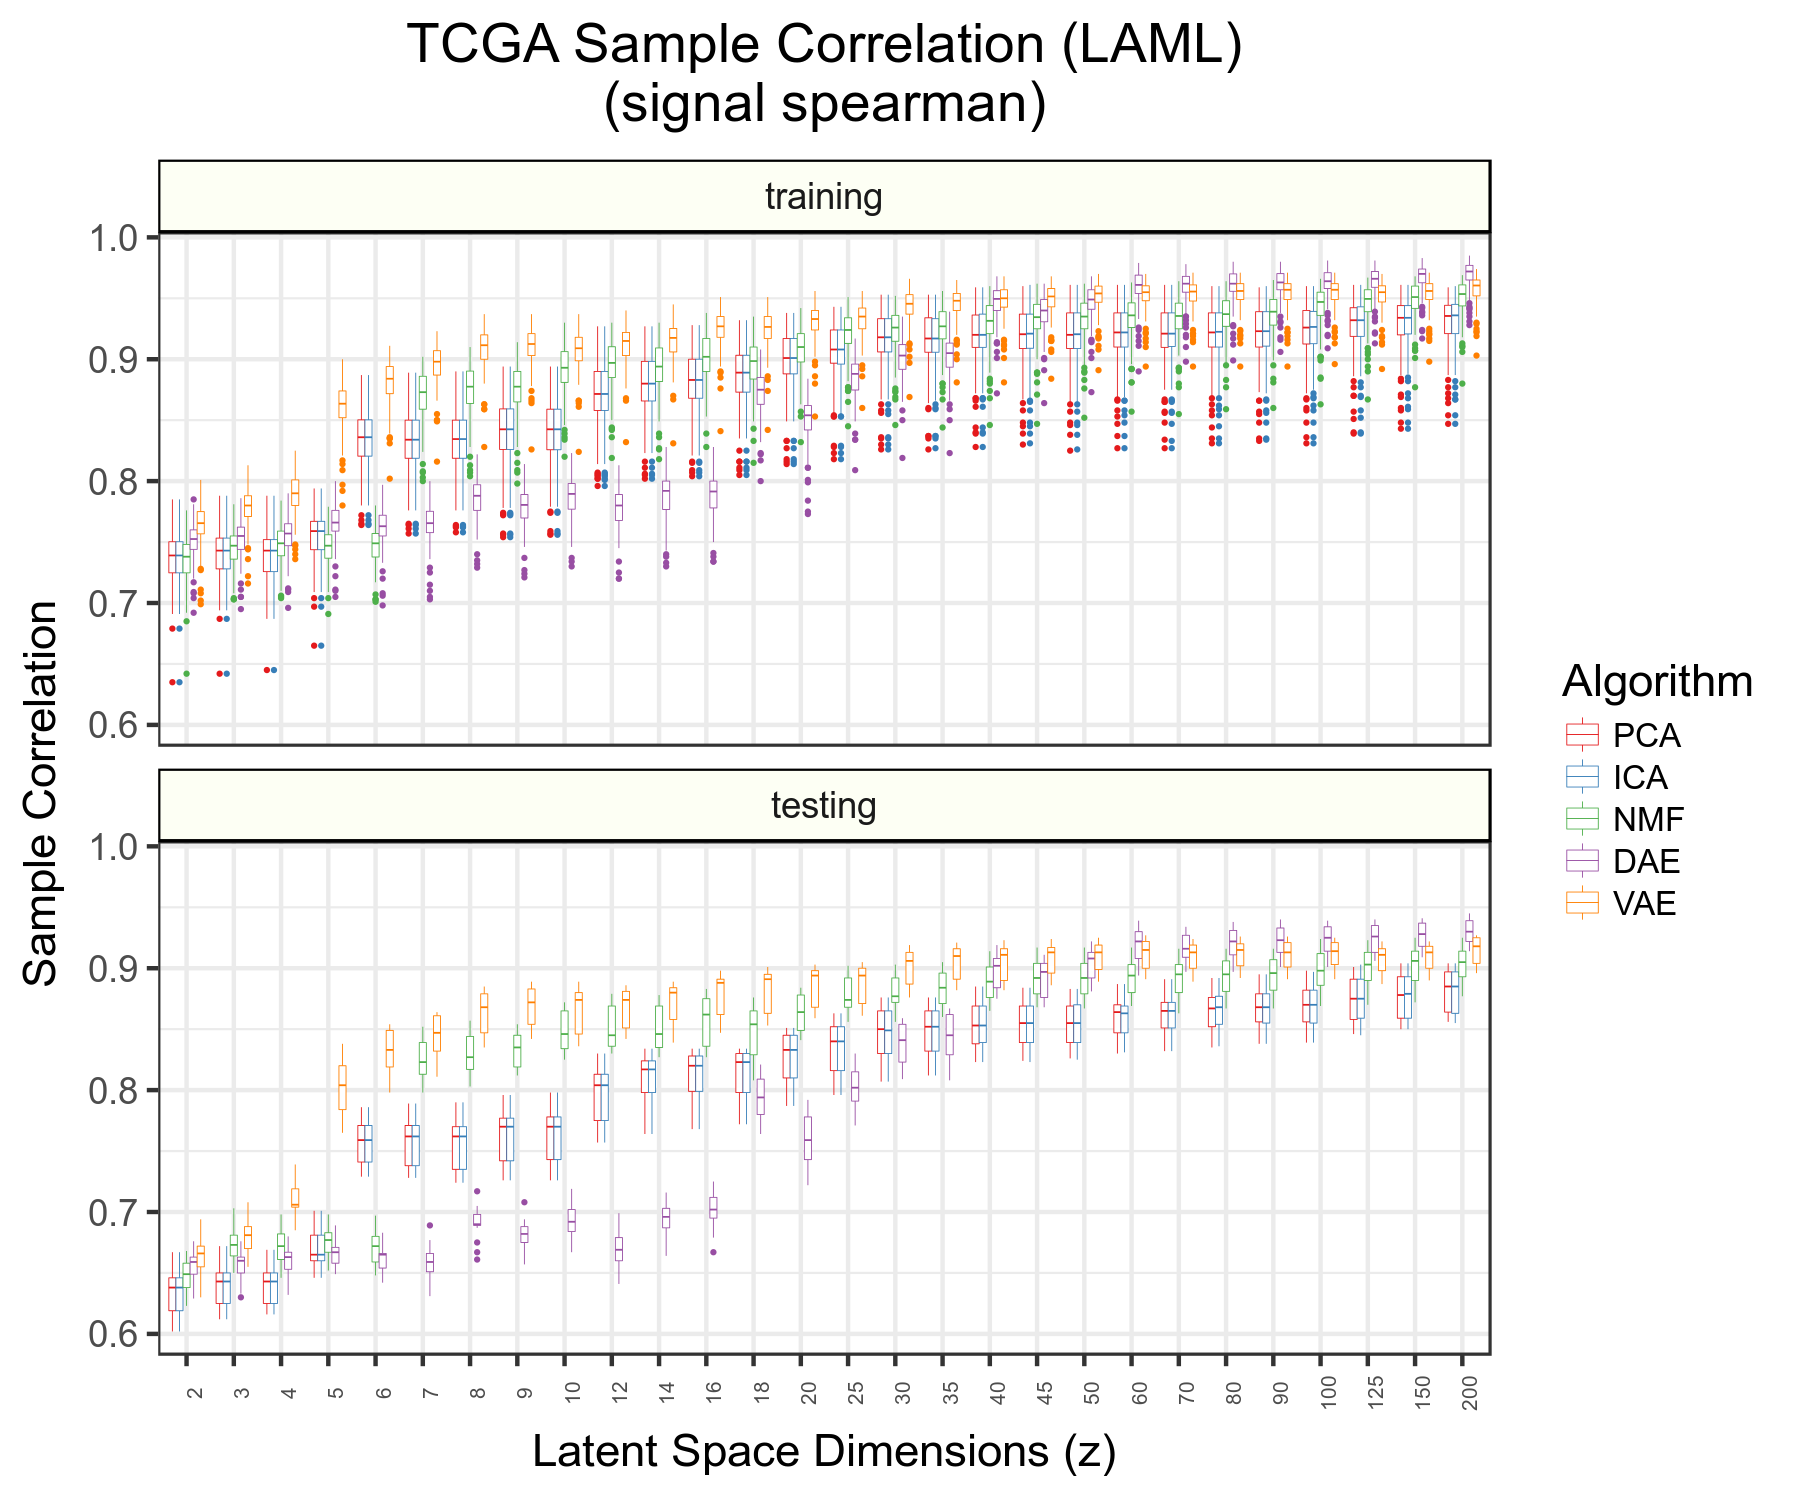 TCGA Sample Correlation (LAML)
(signal spearman)
training
1.0
0.9
0.8
0.7
0.6
testing
1.0
0.9
0.8
0.7
0.6
Sample Correlation
2 3 4 5 6 7 8 9 10 12 14 16 18 20 25 30 35 40 45 50 60 70 80 90 100 125 150 200
Latent Space Dimensions (z)
Algorithm
PCA
ICA
NMF
DAE
VAE